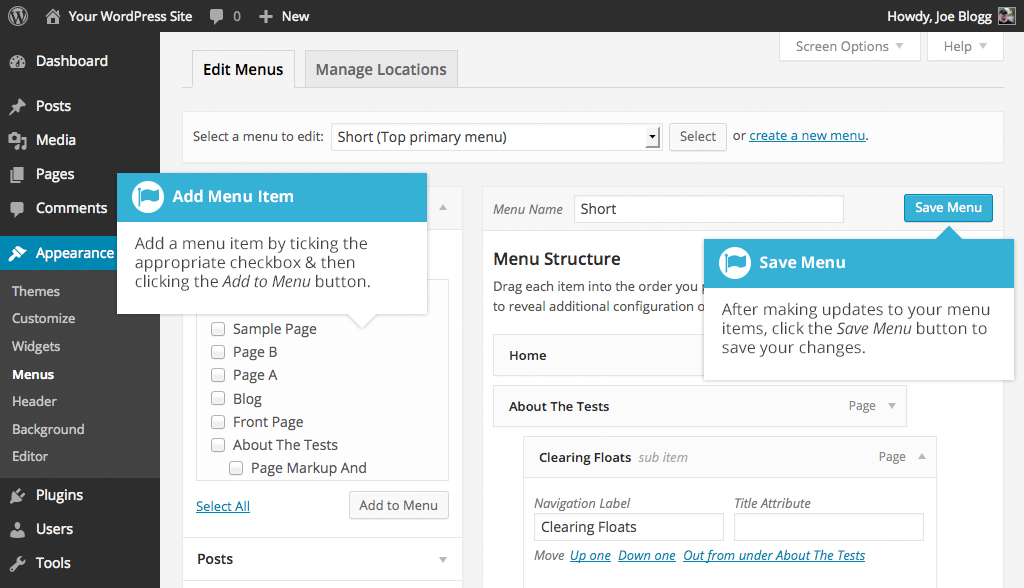 Your WordPress Site 0 New Howdy, Joe Blogg
Screen Options Help
Dashboard
Posts
Media
Pages
Comments
Appearance
Themes
Customize
Widgets
Menus
Header
Background
Editor
Plugins
Users
Tools
Edit Menus Manage Locations
Select a menu to edit: Short (Top primary menu) Select or create a new menu.
Add Menu Item
Add a menu item by ticking the
appropriate checkbox & then
clicking the Add to Menu button.
Sample Page
Page B
Page A
Blog
Front Page
About The Tests
Page Markup And
Select All Add to Menu
Posts
Menu Name Short Save Menu
Menu Structure
Drag each item into the order you
to reveal additional configuration
Save Menu
After making updates to your menu
items, click the Save Menu button to
save your changes.
Home
About The Tests Page
Clearing Floats sub item Page
Navigation Label Title Attribute
Clearing Floats
Move Up one Down one Out from under About The Tests